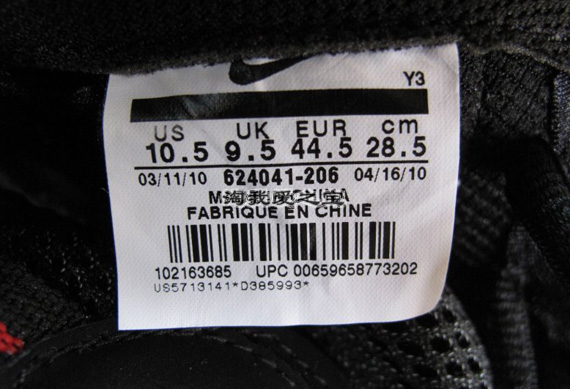 Y3
US UK EUR cm
10.5 9.5 44.5 28.5
03/11/10 624041-206 04/16/10
FABRIQUE EN CHINE
102163685 UPC 00659658773202
US5713141*D385993*